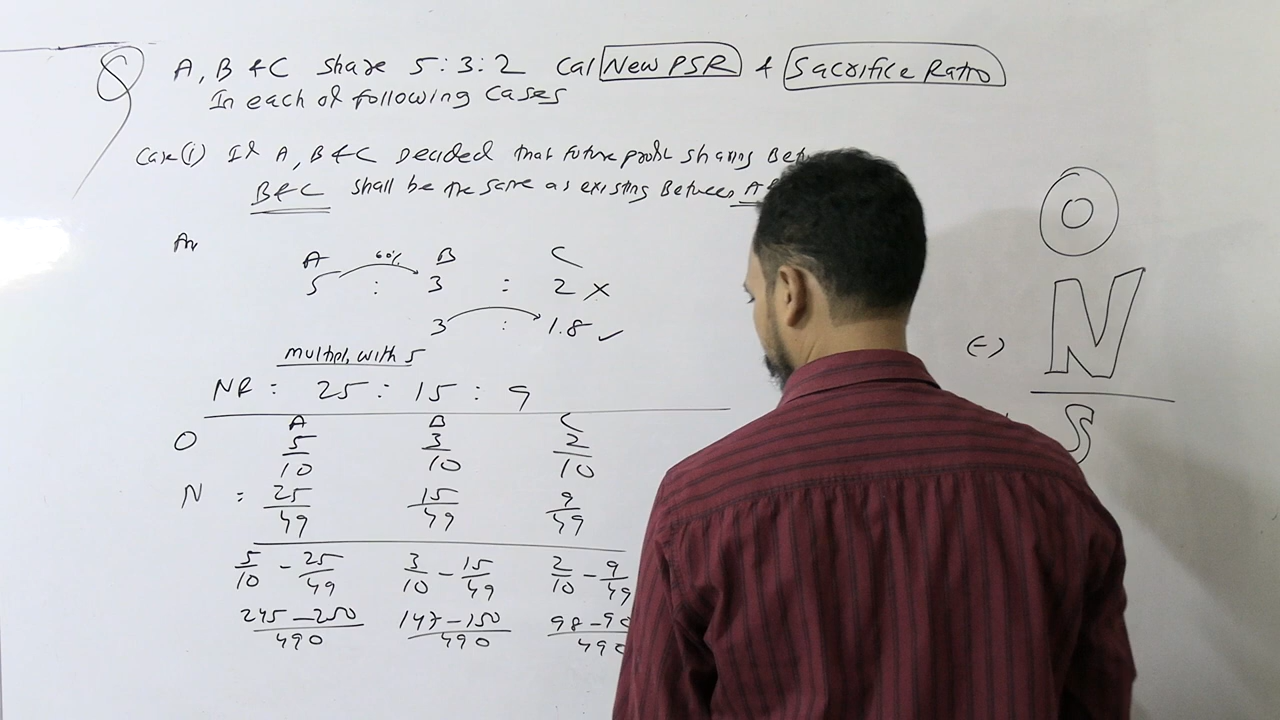 Q A, B & C Share 5:3:2 Cal New PSR & Sacrifice Ratio
In each of following Cases
Case(i) If A, B & C Decided that future profit sharing
B & C shall be the same as existing Between A
An
A 60% B C
5 : 3 : 2 ×
3 : 1.8 ✓
multiply with 5
NR : 25 : 15 : 9
A B C
O 5/10 3/10 2/10
N : 25/49 15/49 9/49
5/10 - 25/49 3/10 - 15/49 2/10 - 9/49
245-250/490 147-150/490 98-90/490
O
(-) N
S